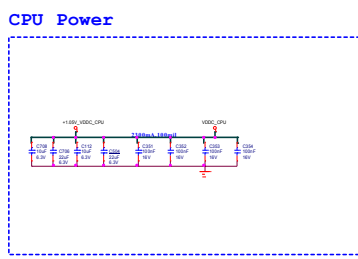 CPU Power
+1.05V_VDDC_CPU
VDDC_CPU
2300mA,100mil
C708
10uF
6.3V
C706
22uF
6.3V
C112
10uF
6.3V
C504
22uF
6.3V
C351
100nF
16V
C352
100nF
16V
C353
100nF
16V
C354
100nF
16V